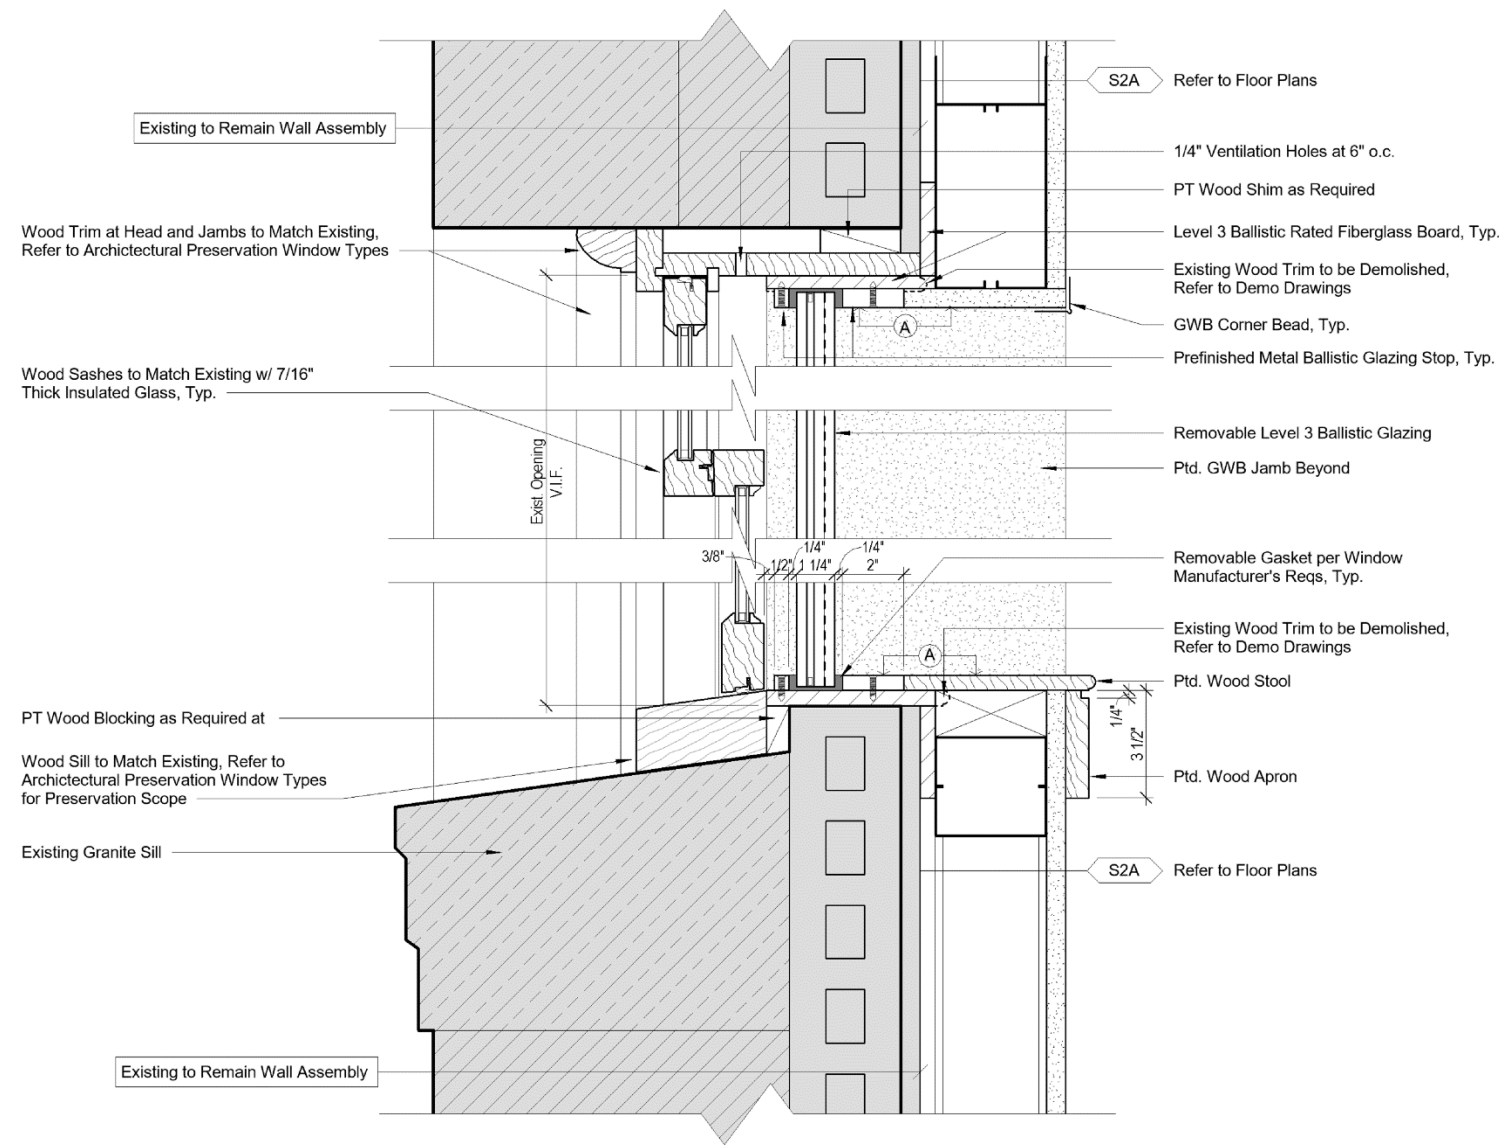 S2A
Refer to Floor Plans
Existing to Remain Wall Assembly
1/4" Ventilation Holes at 6" o.c.
PT Wood Shim as Required
Wood Trim at Head and Jambs to Match Existing,
Refer to Archictectural Preservation Window Types
Level 3 Ballistic Rated Fiberglass Board, Typ.
Existing Wood Trim to be Demolished,
Refer to Demo Drawings
A
GWB Corner Bead, Typ.
Prefinished Metal Ballistic Glazing Stop, Typ.
Wood Sashes to Match Existing w/ 7/16"
Thick Insulated Glass, Typ.
Removable Level 3 Ballistic Glazing
Ptd. GWB Jamb Beyond
Exist. Opening
V.I.F.
3/8"
1/2"
1/4"
1 1/4"
1/4"
2"
Removable Gasket per Window
Manufacturer's Reqs, Typ.
Existing Wood Trim to be Demolished,
Refer to Demo Drawings
A
Ptd. Wood Stool
1/4"
3 1/2"
PT Wood Blocking as Required at
Wood Sill to Match Existing, Refer to
Archictectural Preservation Window Types
for Preservation Scope
Ptd. Wood Apron
Existing Granite Sill
S2A
Refer to Floor Plans
Existing to Remain Wall Assembly